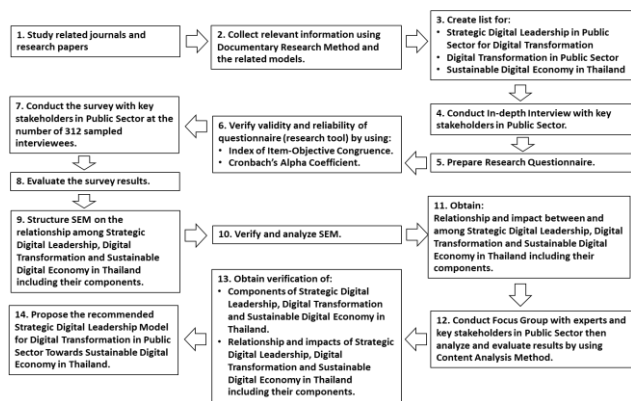 1. Study related journals and
research papers
2. Collect relevant information using
Documentary Research Method and
the related models.
3. Create list for:
• Strategic Digital Leadership in Public
Sector for Digital Transformation
• Digital Transformation in Public Sector
• Sustainable Digital Economy in Thailand
4. Conduct In-depth Interview with key
stakeholders in Public Sector.
5. Prepare Research Questionnaire.
6. Verify validity and reliability of
questionnaire (research tool) by using:
• Index of Item-Objective Congruence.
• Cronbach's Alpha Coefficient.
7. Conduct the survey with key
stakeholders in Public Sector at the
number of 312 sampled
interviewees.
8. Evaluate the survey results.
9. Structure SEM on the
relationship among Strategic
Digital Leadership, Digital
Transformation and Sustainable
Digital Economy in Thailand
including their components.
10. Verify and analyze SEM.
11. Obtain:
Relationship and impact between and
among Strategic Digital Leadership, Digital
Transformation and Sustainable Digital
Economy in Thailand including their
components.
12. Conduct Focus Group with experts and
key stakeholders in Public Sector then
analyze and evaluate results by using
Content Analysis Method.
13. Obtain verification of:
• Components of Strategic Digital
Leadership, Digital Transformation
and Sustainable Digital Economy in
Thailand.
• Relationship and impacts of Strategic
Digital Leadership, Digital
Transformation and Sustainable
Digital Economy in Thailand
including their components.
14. Propose the recommended
Strategic Digital Leadership Model
for Digital Transformation in Public
Sector Towards Sustainable Digital
Economy in Thailand.